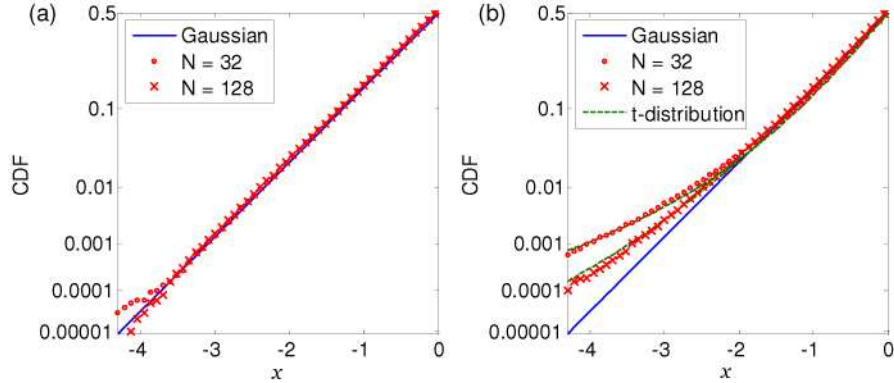 (a)
Gaussian
N = 32
N = 128
CDF
0.5
0.1
0.01
0.001
0.0001
0.00001
-4
-3
-2
-1
0
x
(b)
Gaussian
N = 32
N = 128
t-distribution
CDF
0.5
0.1
0.01
0.001
0.0001
0.00001
-4
-3
-2
-1
0
x